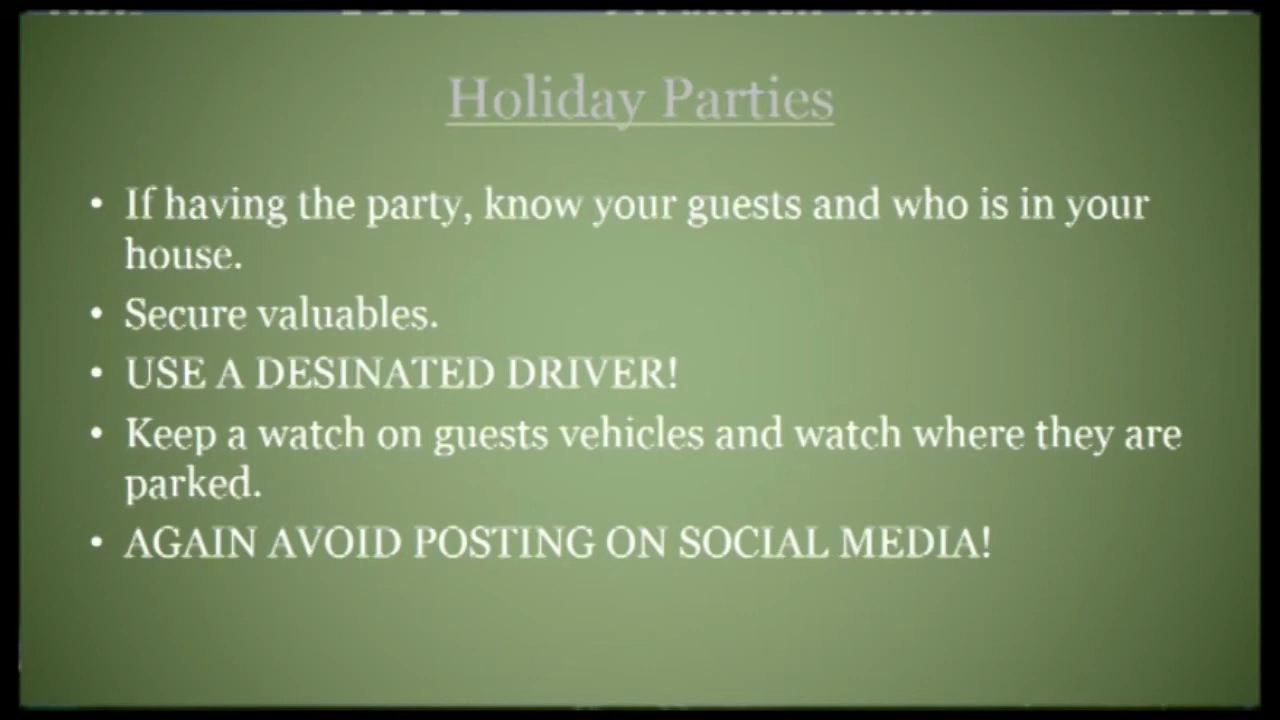 Holiday Parties
• If having the party, know your guests and who is in your
house.
• Secure valuables.
• USE A DESINATED DRIVER!
• Keep a watch on guests vehicles and watch where they are
parked.
• AGAIN AVOID POSTING ON SOCIAL MEDIA!